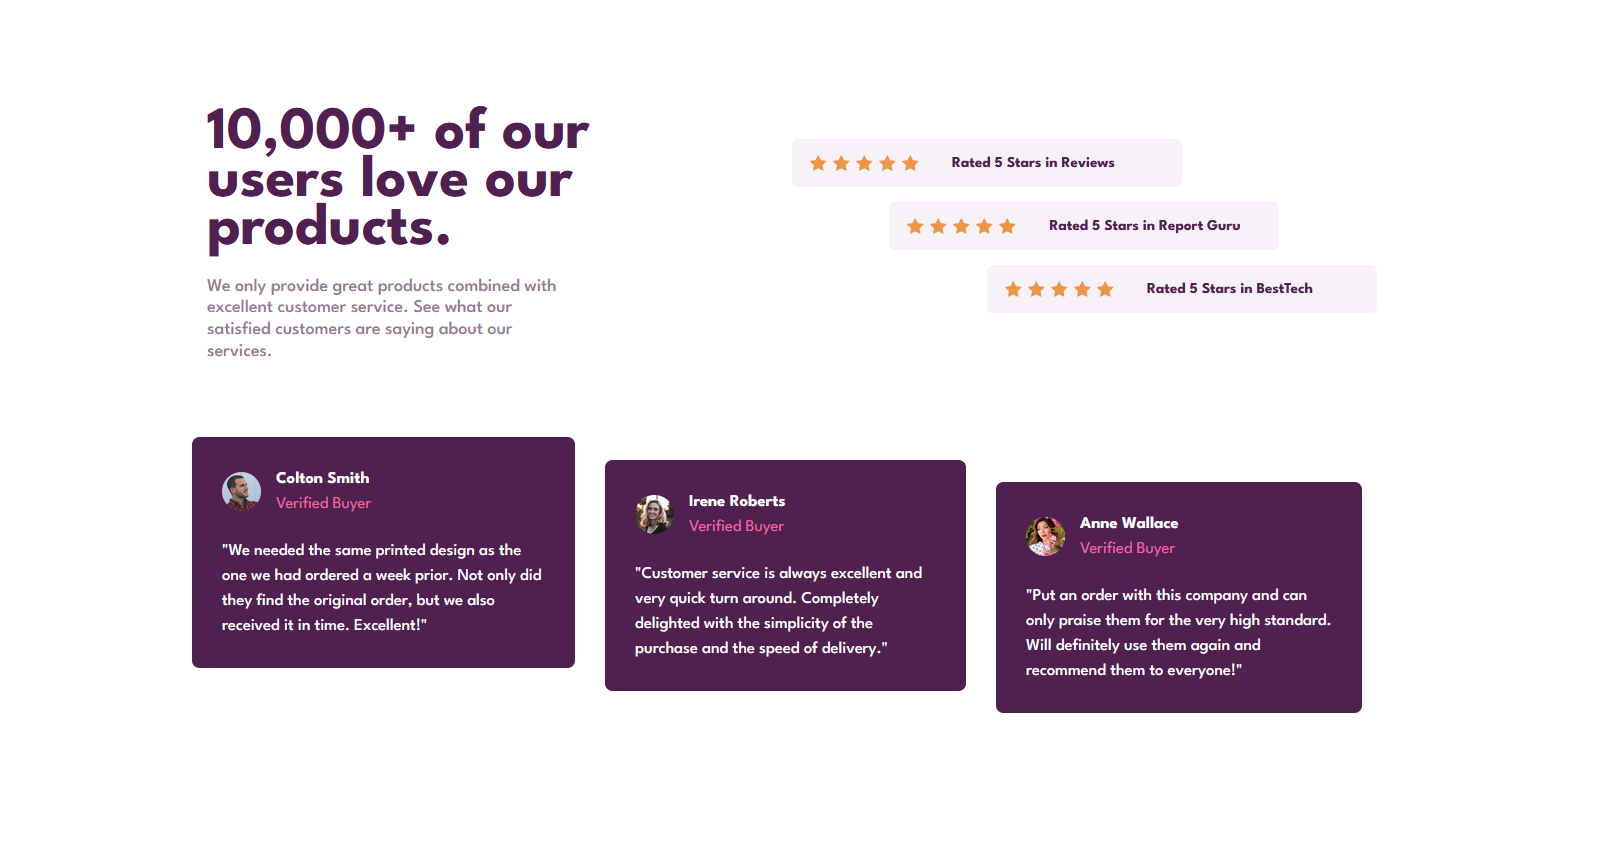 10,000+ of our
users love our
products.
We only provide great products combined with
excellent customer service. See what our
satisfied customers are saying about our
services.
Rated 5 Stars in Reviews
Rated 5 Stars in Report Guru
Rated 5 Stars in BestTech
Colton Smith
Verified Buyer
"We needed the same printed design as the
one we had ordered a week prior. Not only did
they find the original order, but we also
received it in time. Excellent!"
Irene Roberts
Verified Buyer
"Customer service is always excellent and
very quick turn around. Completely
delighted with the simplicity of the
purchase and the speed of delivery."
Anne Wallace
Verified Buyer
"Put an order with this company and can
only praise them for the very high standard.
Will definitely use them again and
recommend them to everyone!"